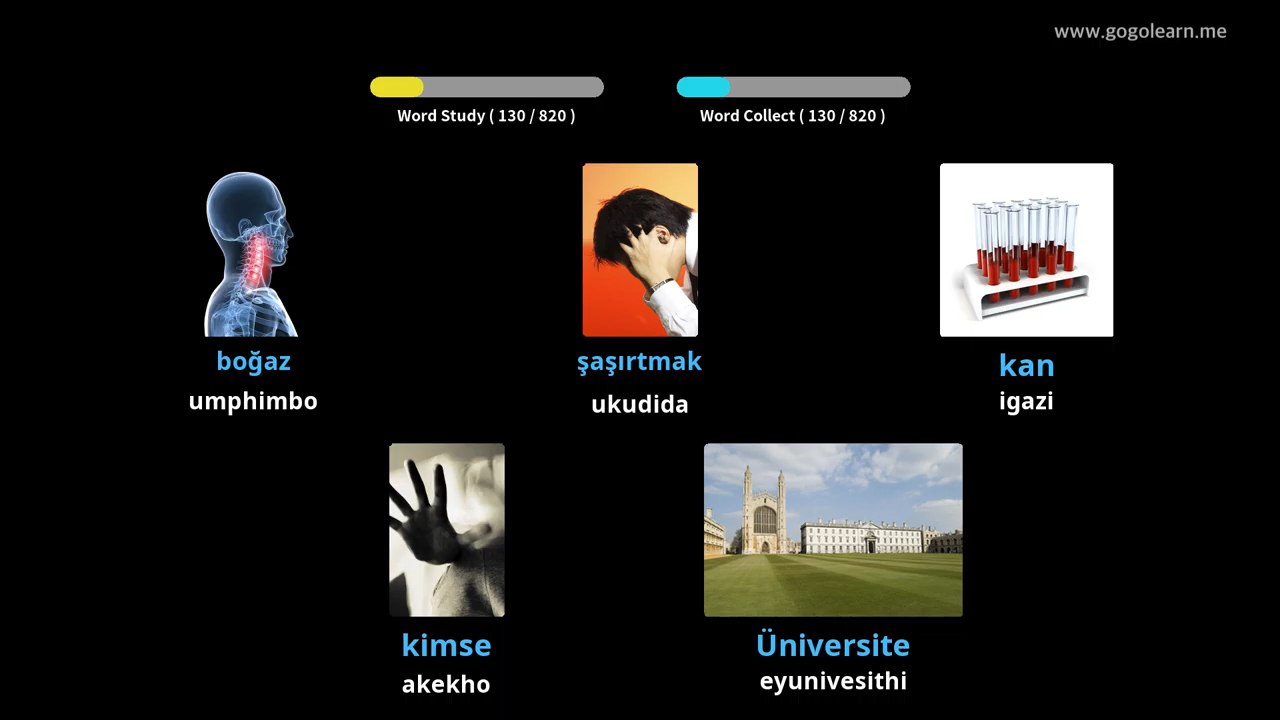 www.gogolearn.me
Word Study ( 130 / 820 )
Word Collect ( 130 / 820 )
boğaz
umphimbo
şaşırtmak
ukudida
kan
igazi
kimse
akekho
Üniversite
eyunivesithi